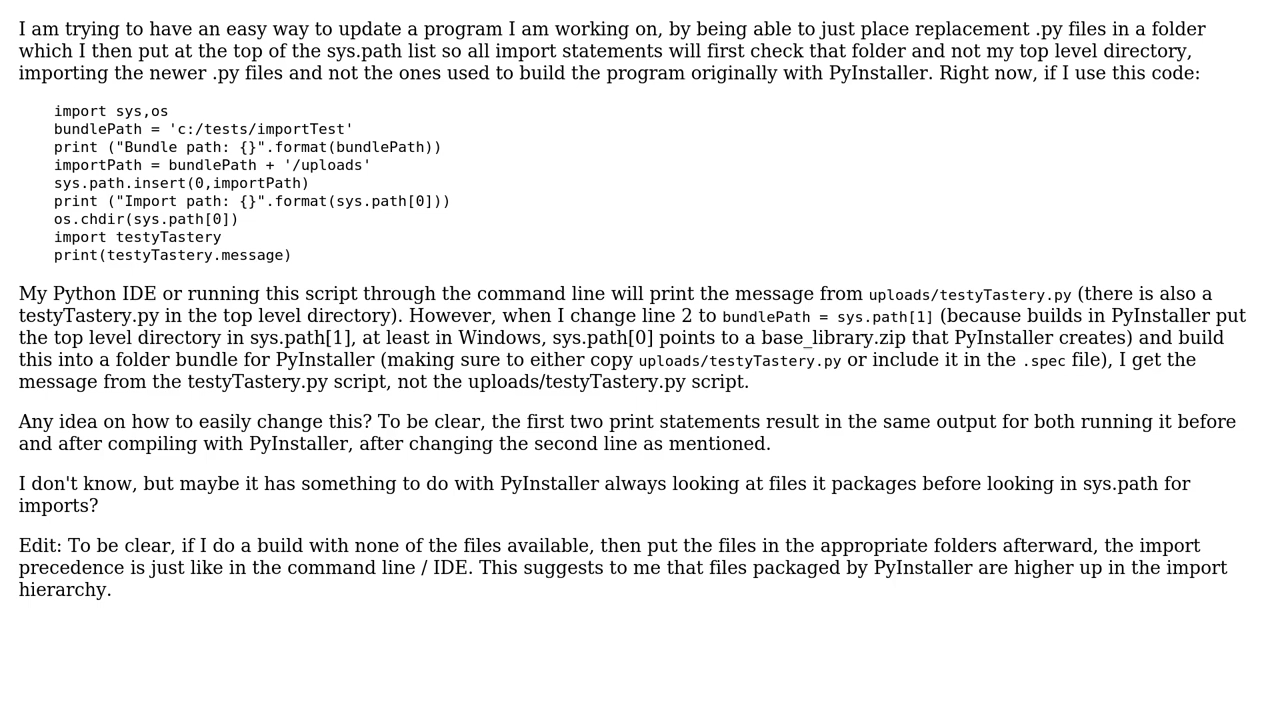 I am trying to have an easy way to update a program I am working on, by being able to just place replacement .py files in a folder
which I then put at the top of the sys.path list so all import statements will first check that folder and not my top level directory,
importing the newer .py files and not the ones used to build the program originally with PyInstaller. Right now, if I use this code:
import sys,os
bundlePath = 'c:/tests/importTest'
print ("Bundle path: {}".format(bundlePath))
importPath = bundlePath + '/uploads'
sys.path.insert(0,importPath)
print ("Import path: {}".format(sys.path[0]))
os.chdir(sys.path[0])
import testyTastery
print(testyTastery.message)
My Python IDE or running this script through the command line will print the message from uploads/testyTastery.py (there is also a
testyTastery.py in the top level directory). However, when I change line 2 to bundlePath = sys.path[1] (because builds in PyInstaller put
the top level directory in sys.path[1], at least in Windows, sys.path[0] points to a base_library.zip that PyInstaller creates) and build
this into a folder bundle for PyInstaller (making sure to either copy uploads/testyTastery.py or include it in the .spec file), I get the
message from the testyTastery.py script, not the uploads/testyTastery.py script.
Any idea on how to easily change this? To be clear, the first two print statements result in the same output for both running it before
and after compiling with PyInstaller, after changing the second line as mentioned.
I don't know, but maybe it has something to do with PyInstaller always looking at files it packages before looking in sys.path for
imports?
Edit: To be clear, if I do a build with none of the files available, then put the files in the appropriate folders afterward, the import
precedence is just like in the command line / IDE. This suggests to me that files packaged by PyInstaller are higher up in the import
hierarchy.